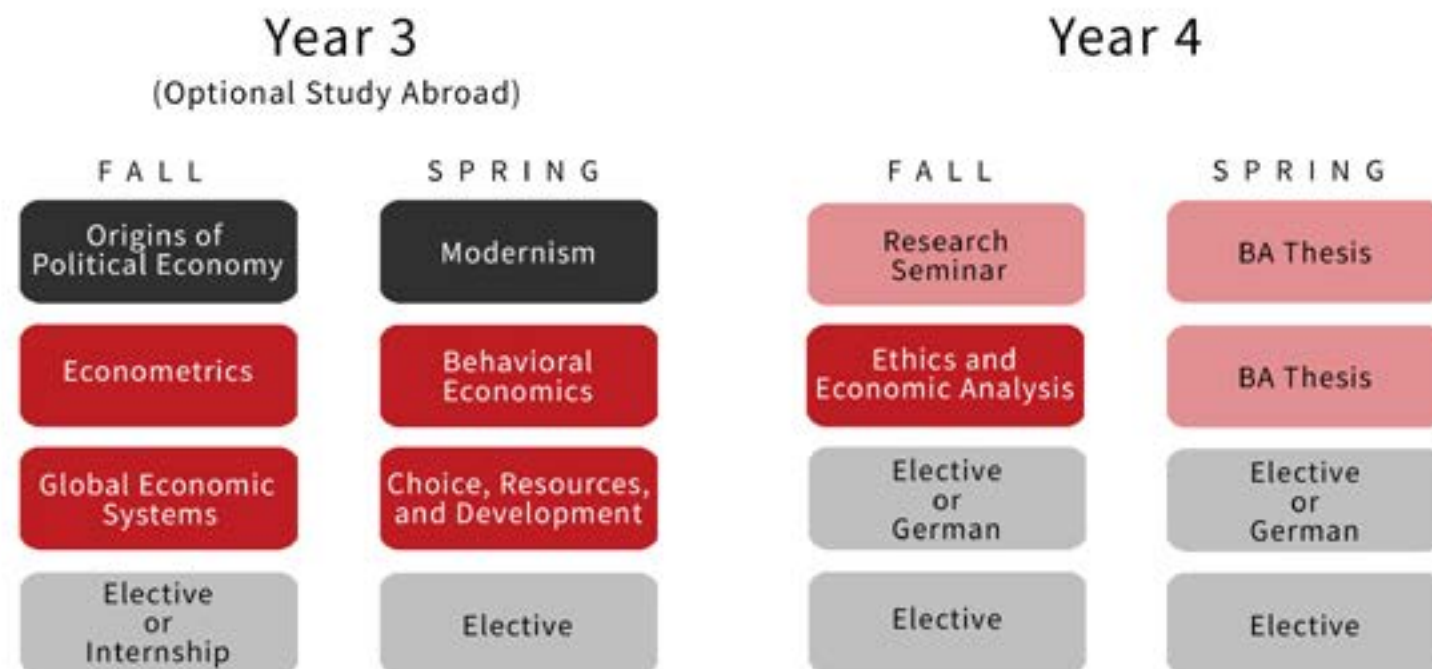 Year 3
(Optional Study Abroad)
FALL
Origins of
Political Economy
Econometrics
Global Economic
Systems
Elective
or
Internship
SPRING
Modernism
Behavioral
Economics
Choice, Resources,
and Development
Elective
Year 4
FALL
Research
Seminar
Ethics and
Economic Analysis
Elective
or
German
Elective
SPRING
BA Thesis
BA Thesis
Elective
or
German
Elective